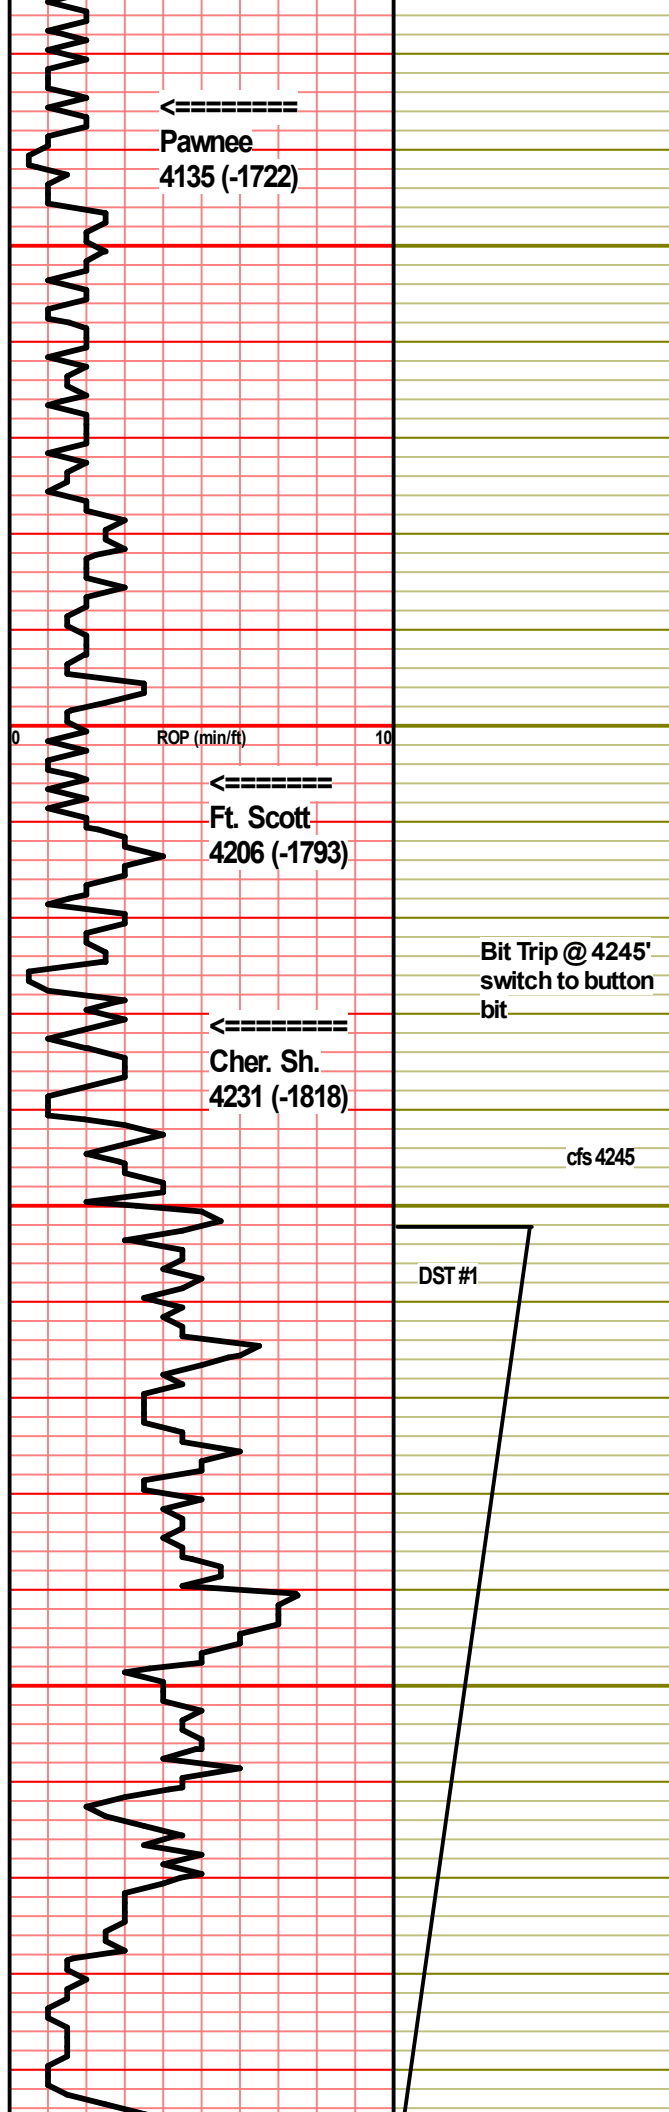 <========
Pawnee
4135 (-1722)
0 ROP (min/ft) 10
<=======
Ft. Scott
4206 (-1793)
Bit Trip @ 4245'
switch to button
bit
<========
Cher. Sh.
4231 (-1818)
cfs 4245
DST #1